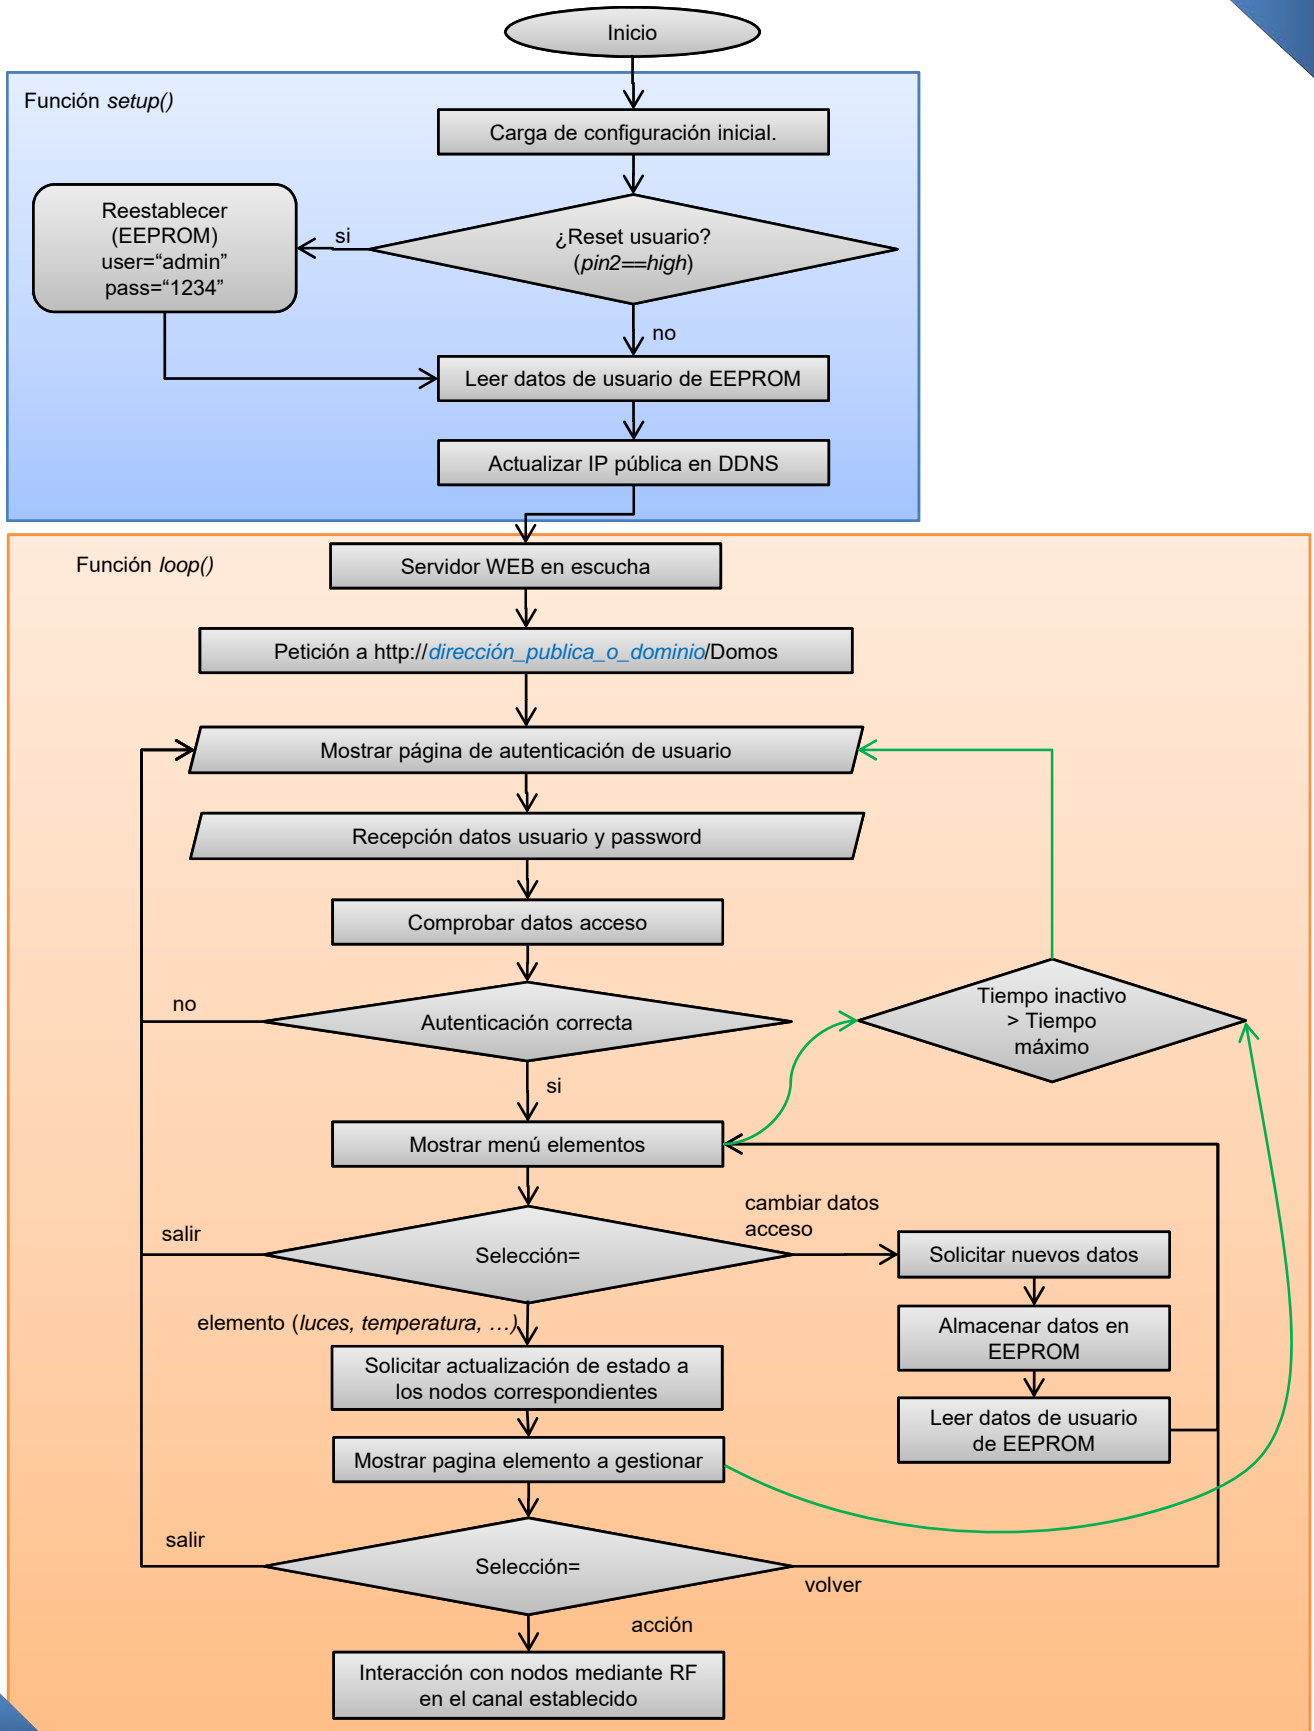 Inicio
Función setup()
Carga de configuración inicial.
Reestablecer
(EEPROM)
user=“admin”
pass=“1234”
si
¿Reset usuario?
(pin2==high)
no
Leer datos de usuario de EEPROM
Actualizar IP pública en DDNS
Función loop()
Servidor WEB en escucha
Petición a http://dirección_publica_o_dominio/Domos
Mostrar página de autenticación de usuario
Recepción datos usuario y password
Comprobar datos acceso
no
Autenticación correcta
Tiempo inactivo
> Tiempo
máximo
si
Mostrar menú elementos
salir
Selección=
cambiar datos
acceso
Solicitar nuevos datos
elemento (luces, temperatura, …)
Almacenar datos en
EEPROM
Solicitar actualización de estado a
los nodos correspondientes
Leer datos de usuario
de EEPROM
Mostrar pagina elemento a gestionar
salir
Selección=
volver
acción
Interacción con nodos mediante RF
en el canal establecido